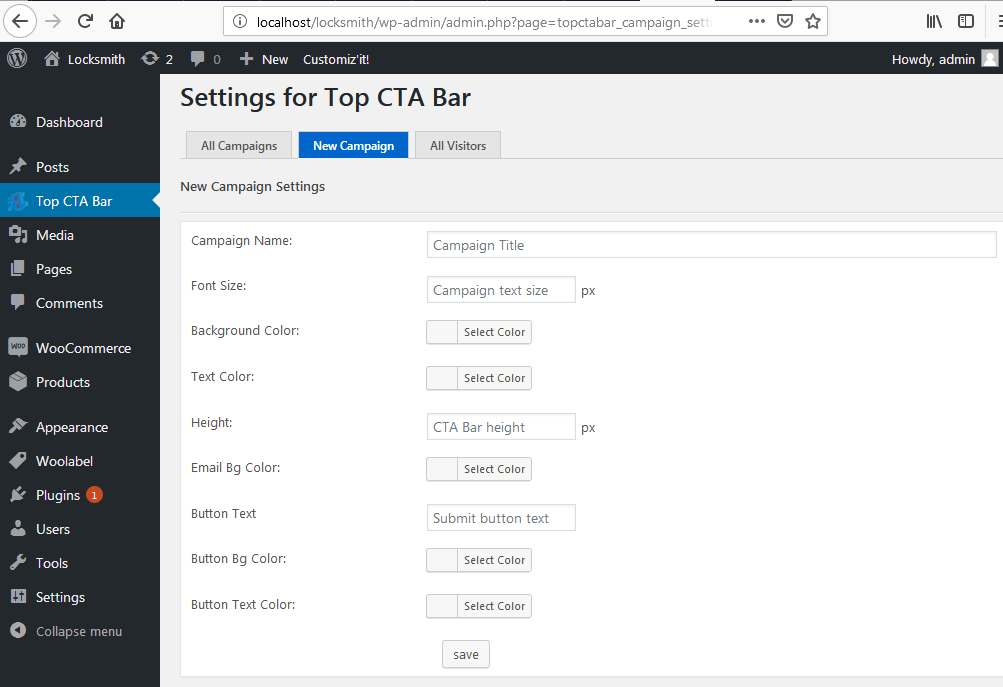 localhost/locksmith/wp-admin/admin.php?page=topctabar_campaign_setti
Locksmith 2 0 New Customiz'it! Howdy, admin
Dashboard
Posts
Top CTA Bar
Media
Pages
Comments
WooCommerce
Products
Appearance
Woolabel
Plugins 1
Users
Tools
Settings
Collapse menu
Settings for Top CTA Bar
All Campaigns New Campaign All Visitors
New Campaign Settings
Campaign Name: Campaign Title
Font Size: Campaign text size px
Background Color: Select Color
Text Color: Select Color
Height: CTA Bar height px
Email Bg Color: Select Color
Button Text Submit button text
Button Bg Color: Select Color
Button Text Color: Select Color
save